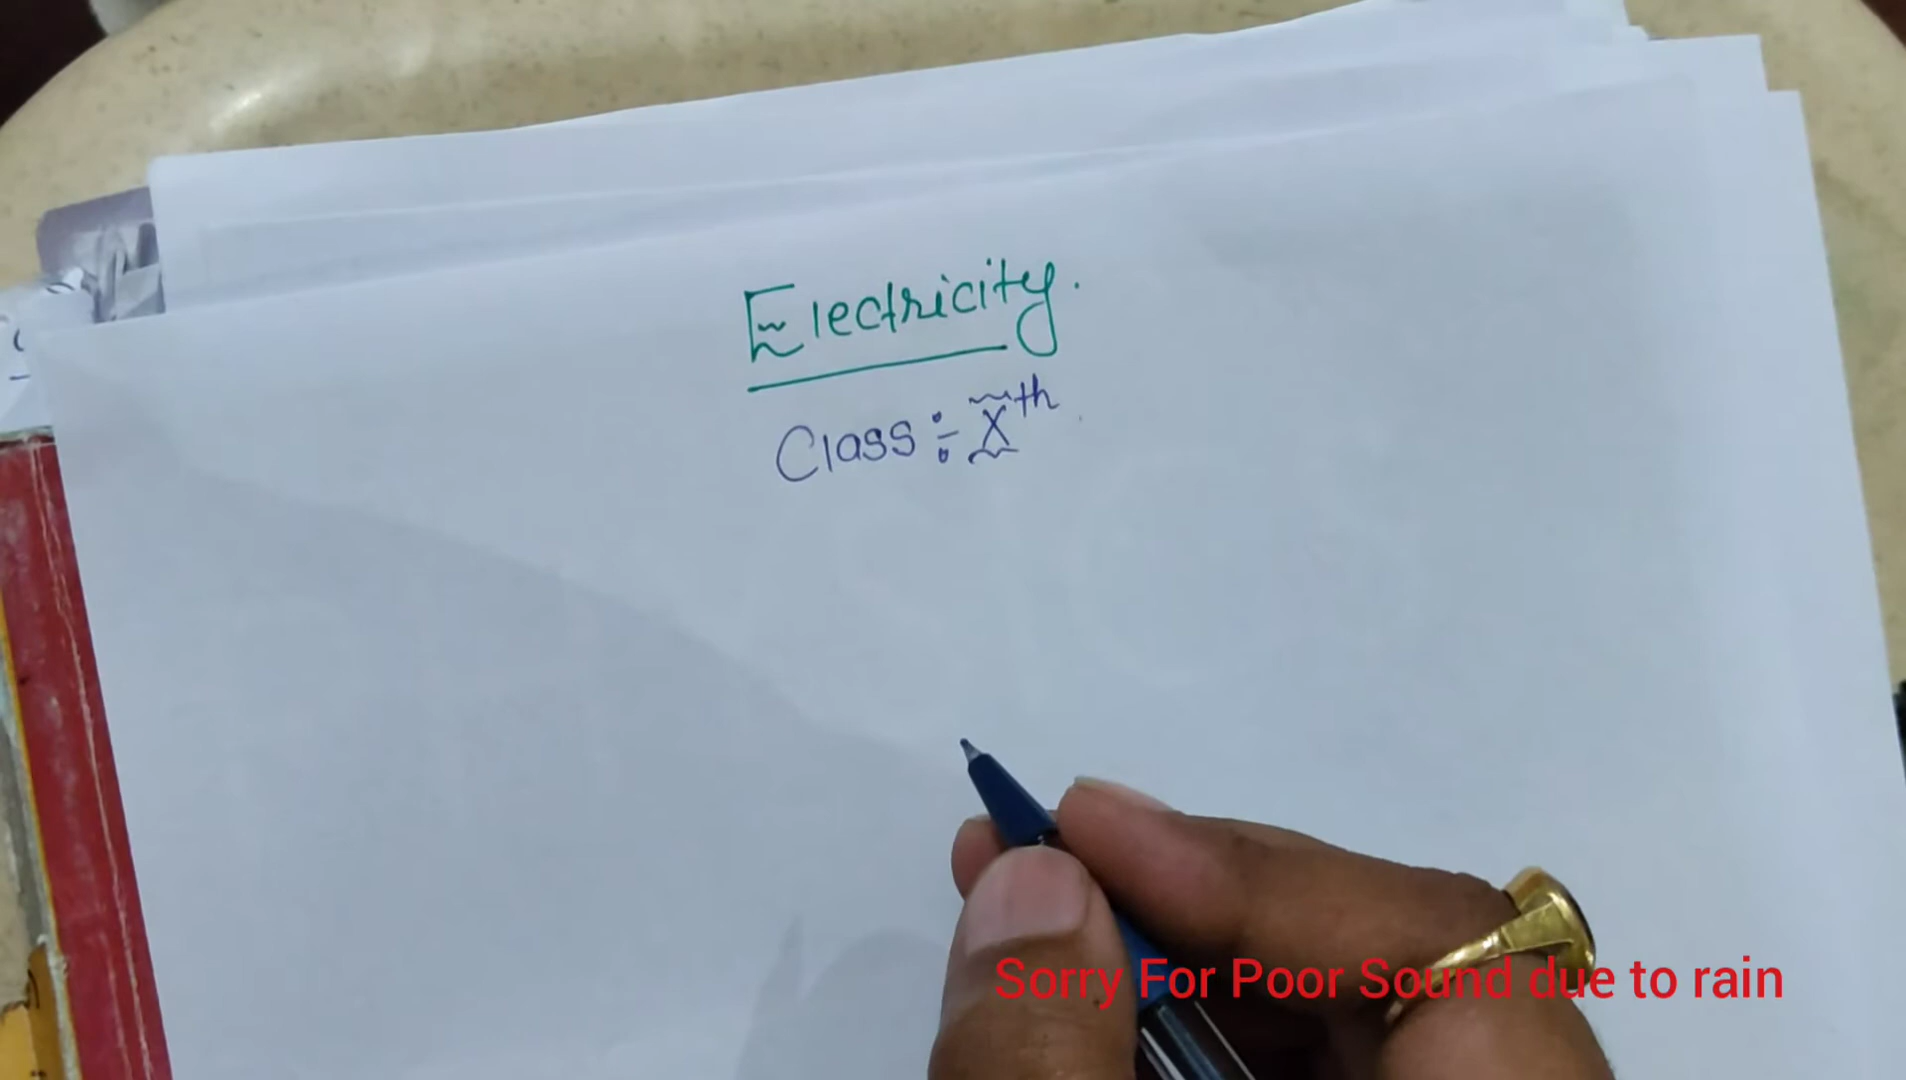 Electricity.
Class :- Xth
Sorry For Poor Sound due to rain